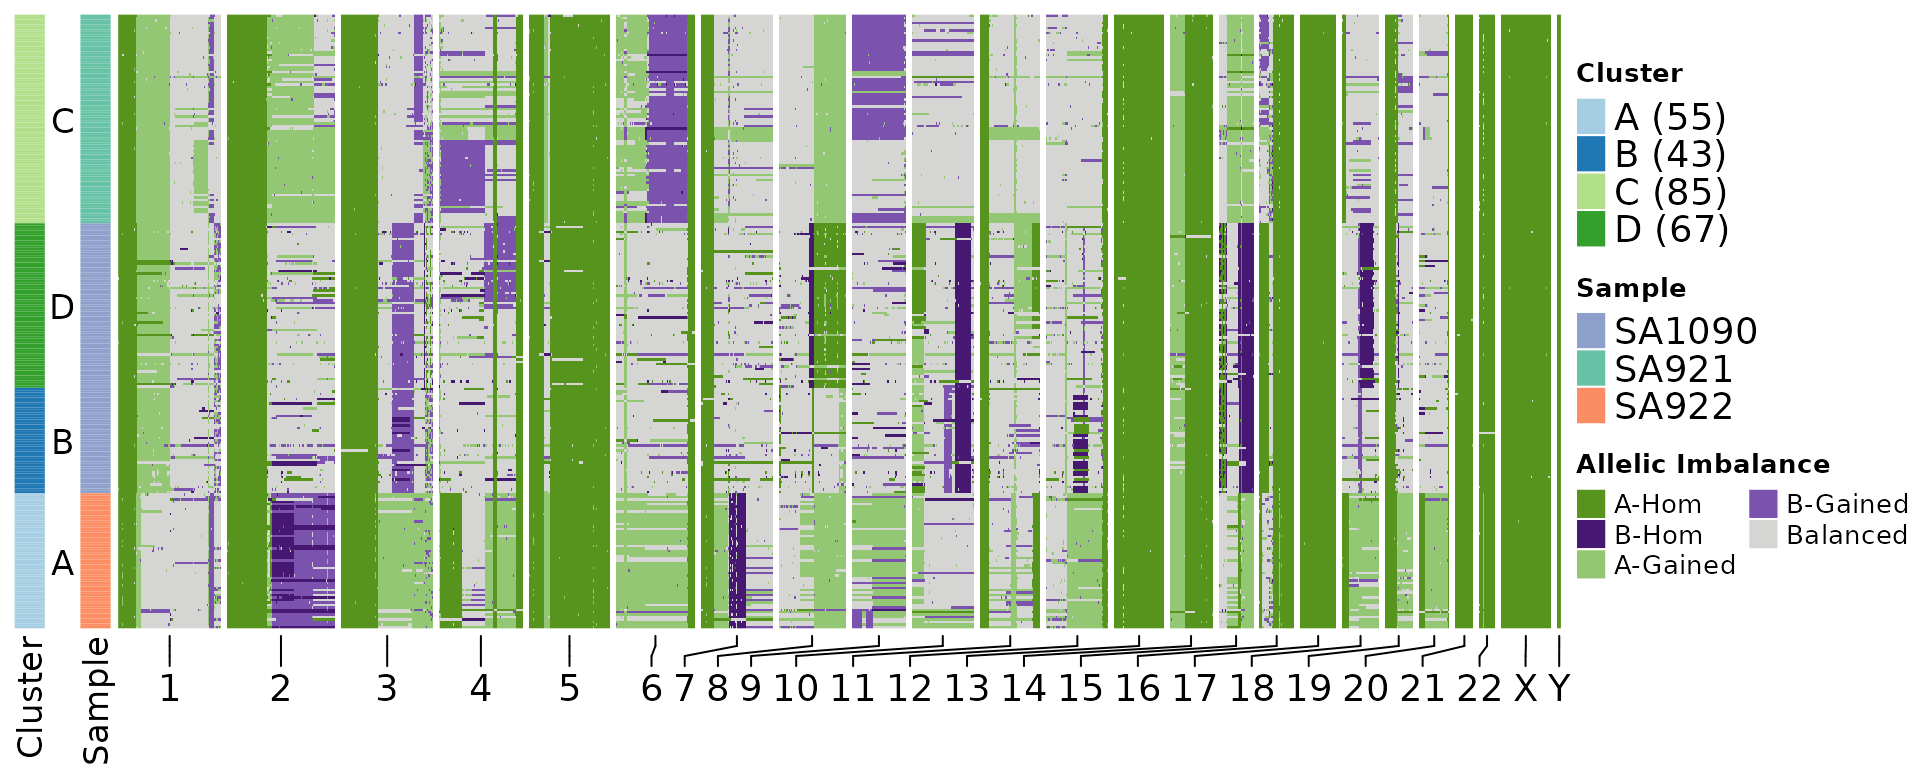 C
D
B
A
Cluster
Sample
1 2 3 4 5 6 7 8 9 10 11 12 13 14 15 16 17 18 19 20 21 22 X Y
Cluster
A (55)
B (43)
C (85)
D (67)
Sample
SA1090
SA921
SA922
Allelic Imbalance
A-Hom
B-Hom
A-Gained
B-Gained
Balanced